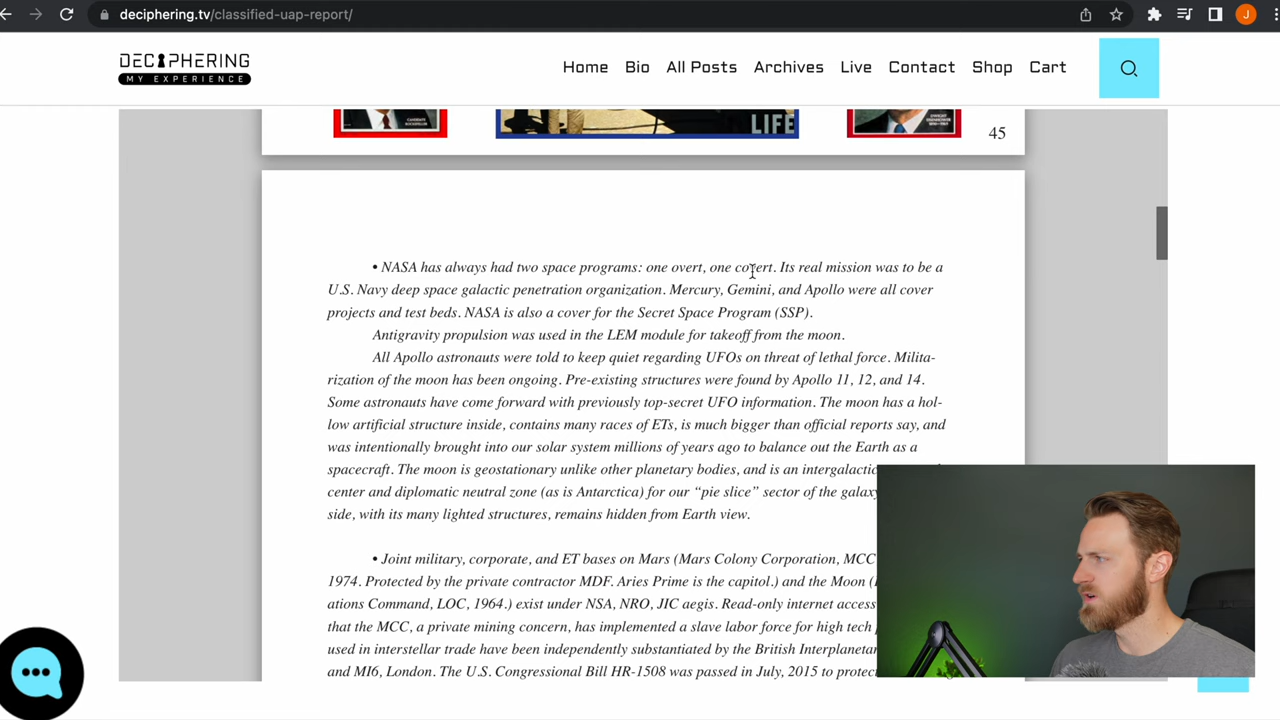 deciphering.tv/classified-uap-report/
J
DECIPHERING
MY EXPERIENCE
Home Bio All Posts Archives Live Contact Shop Cart
LIFE
45
• NASA has always had two space programs: one overt, one covert. Its real mission was to be a
U.S. Navy deep space galactic penetration organization. Mercury, Gemini, and Apollo were all cover
projects and test beds. NASA is also a cover for the Secret Space Program (SSP).
Antigravity propulsion was used in the LEM module for takeoff from the moon.
All Apollo astronauts were told to keep quiet regarding UFOs on threat of lethal force. Milita-
rization of the moon has been ongoing. Pre-existing structures were found by Apollo 11, 12, and 14.
Some astronauts have come forward with previously top-secret UFO information. The moon has a hol-
low artificial structure inside, contains many races of ETs, is much bigger than official reports say, and
was intentionally brought into our solar system millions of years ago to balance out the Earth as a
spacecraft. The moon is geostationary unlike other planetary bodies, and is an intergalactic
center and diplomatic neutral zone (as is Antarctica) for our “pie slice” sector of the galaxy
side, with its many lighted structures, remains hidden from Earth view.
• Joint military, corporate, and ET bases on Mars (Mars Colony Corporation, MCC
1974. Protected by the private contractor MDF. Aries Prime is the capitol.) and the Moon (
ations Command, LOC, 1964.) exist under NSA, NRO, JIC aegis. Read-only internet access
that the MCC, a private mining concern, has implemented a slave labor force for high tech
used in interstellar trade have been independently substantiated by the British Interplaneta
and MI6, London. The U.S. Congressional Bill HR-1508 was passed in July, 2015 to protec